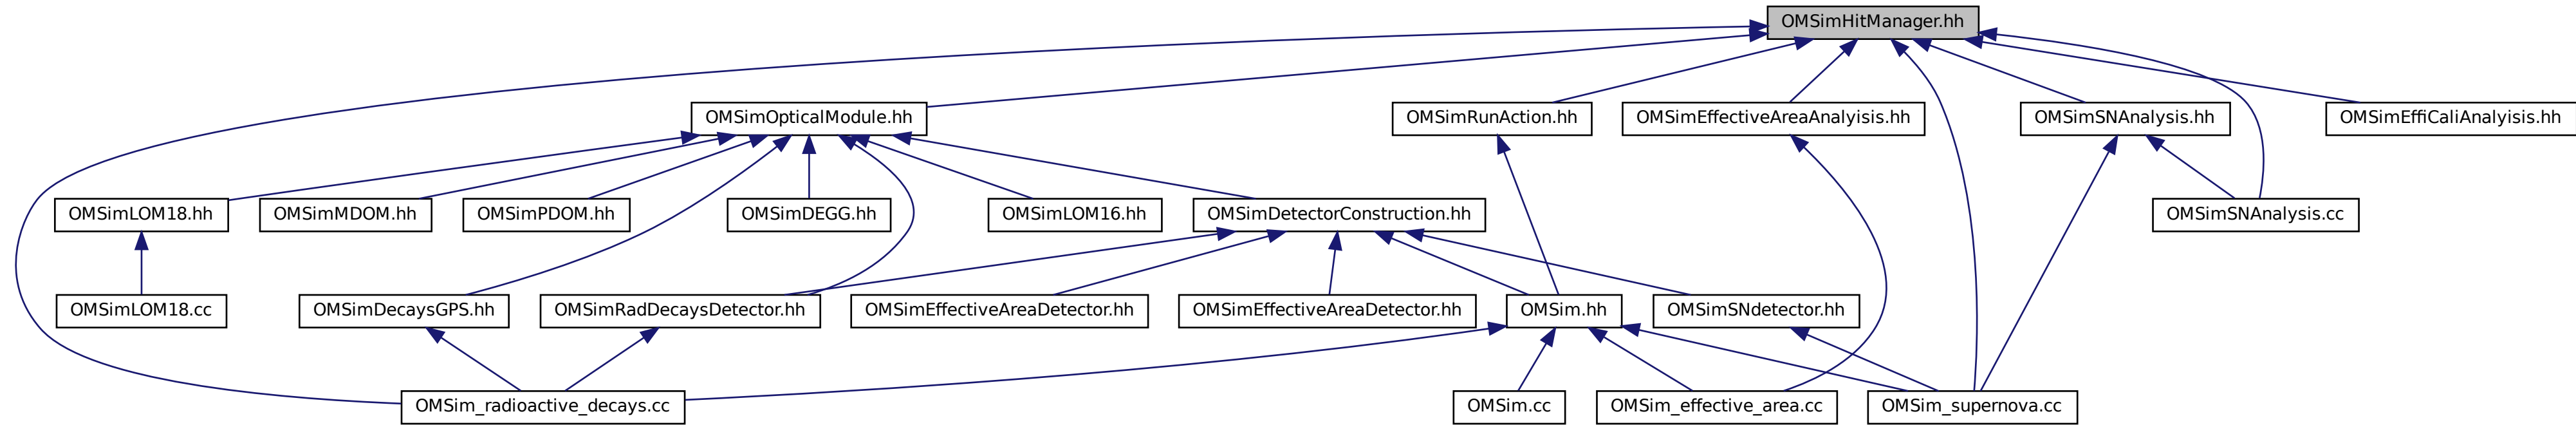 OMSimHitManager.hh
OMSimOpticalModule.hh
OMSimRunAction.hh
OMSimEffectiveAreaAnalyisis.hh
OMSimSNAnalysis.hh
OMSimEffiCaliAnalyisis.hh
OMSimLOM18.hh
OMSimMDOM.hh
OMSimPDOM.hh
OMSimDEGG.hh
OMSimLOM16.hh
OMSimDetectorConstruction.hh
OMSimSNAnalysis.cc
OMSimLOM18.cc
OMSimDecaysGPS.hh
OMSimRadDecaysDetector.hh
OMSimEffectiveAreaDetector.hh
OMSimEffectiveAreaDetector.hh
OMSim.hh
OMSimSNdetector.hh
OMSim_radioactive_decays.cc
OMSim.cc
OMSim_effective_area.cc
OMSim_supernova.cc